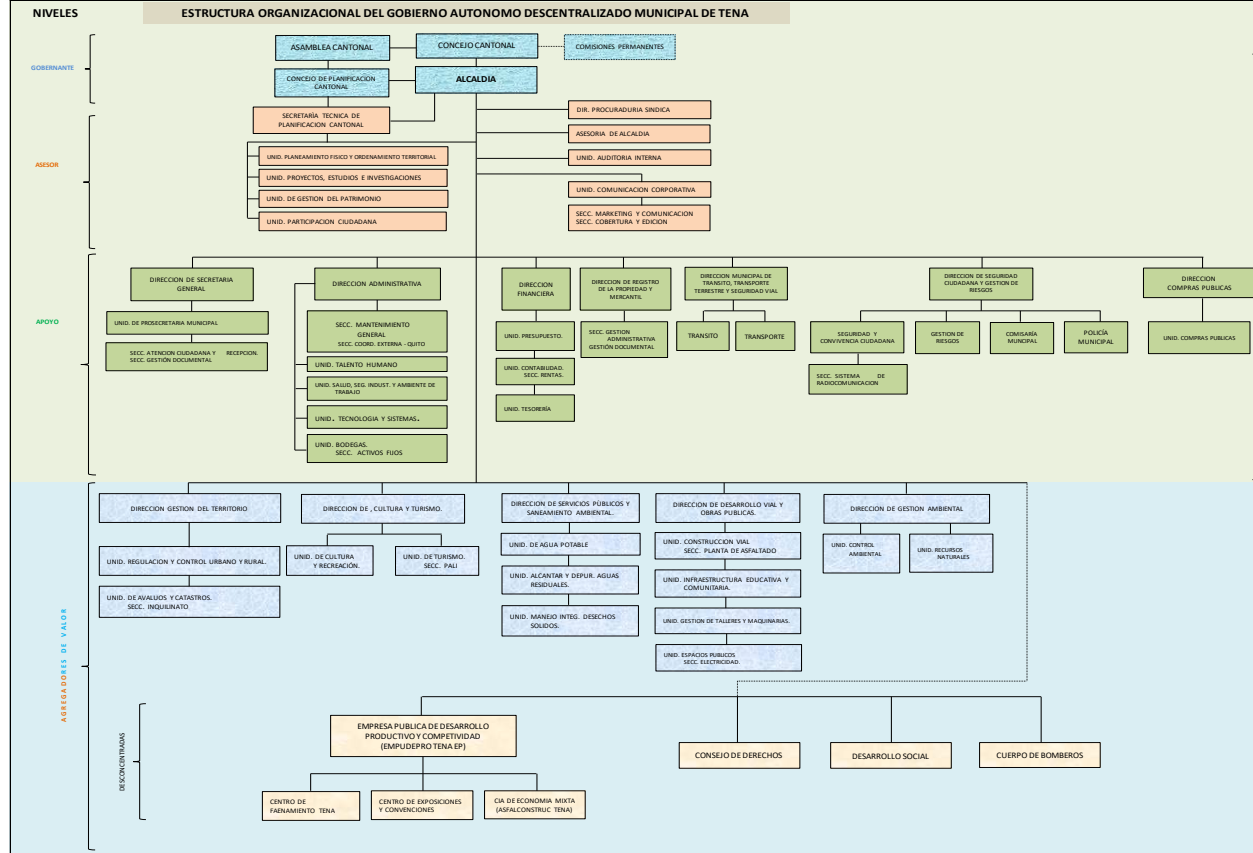 NIVELES
ESTRUCTURA ORGANIZACIONAL DEL GOBIERNO AUTONOMO DESCENTRALIZADO MUNICIPAL DE TENA
GOBERNANTE
ASAMBLEA CANTONAL
CONCEJO CANTONAL
COMISIONES PERMANENTES
CONCEJO DE PLANIFICACION
CANTONAL
ALCALDÍA
ASESOR
SECRETARÍA TECNICA DE
PLANIFICACION CANTONAL
UNID. PLANEAMIENTO FISICO Y ORDENAMIENTO TERRITORIAL
UNID. PROYECTOS, ESTUDIOS E INVESTIGACIONES
UNID. DE GESTION DEL PATRIMONIO
UNID. PARTICIPACION CIUDADANA
DIR. PROCURADURIA SINDICA
ASESORIA DE ALCALDIA
UNID. AUDITORIA INTERNA
UNID. COMUNICACION CORPORATIVA
SECC. MARKETING Y COMUNICACION
SECC. COBERTURA Y EDICION
APOYO
DIRECCION DE SECRETARIA
GENERAL
UNID. DE PROSECRETARIA MUNICIPAL
SECC. ATENCION CIUDADANA Y RECEPCION.
SECC. GESTIÓN DOCUMENTAL
DIRECCION ADMINISTRATIVA
SECC. MANTENIMIENTO
GENERAL
SECC. COORD. EXTERNA - QUITO
UNID. TALENTO HUMANO
UNID. SALUD, SEG. INDUST. Y AMBIENTE DE
TRABAJO
UNID. TECNOLOGIA Y SISTEMAS.
UNID. BODEGAS.
SECC. ACTIVOS FIJOS
DIRECCION
FINANCIERA
UNID. PRESUPUESTO.
UNID. CONTABILIDAD.
SECC. RENTAS.
UNID. TESORERÍA
DIRECCION DE REGISTRO
DE LA PROPIEDAD Y
MERCANTIL
SECC. GESTION
ADMINISTRATIVA
GESTIÓN DOCUMENTAL
DIRECCION MUNICIPAL DE
TRANSITO, TRANSPORTE
TERRESTRE Y SEGURIDAD VIAL
TRANSITO
TRANSPORTE
DIRECCION DE SEGURIDAD
CIUDADANA Y GESTION DE
RIESGOS
SEGURIDAD Y
CONVIVENCIA CIUDADANA
SECC. SISTEMA DE
RADIOCOMUNICACION
GESTION DE
RIESGOS
COMISARÍA
MUNICIPAL
POLICÍA
MUNICIPAL
DIRECCION
COMPRAS PUBLICAS
UNID. COMPRAS PUBLICAS
AGREGADORES DE VALOR
DIRECCION GESTION DEL TERRITORIO
UNID. REGULACION Y CONTROL URBANO Y RURAL.
UNID. DE AVALUOS Y CATASTROS.
SECC. INQUILINATO
DIRECCION DE , CULTURA Y TURISMO.
UNID. DE CULTURA
Y RECREACIÓN.
UNID. DE TURISMO.
SECC. PALI
DIRECCION DE SERVICIOS PÚBLICOS Y
SANEAMIENTO AMBIENTAL.
UNID. DE AGUA POTABLE
UNID. ALCANTAR Y DEPUR. AGUAS
RESIDUALES.
UNID. MANEJO INTEG. DESECHOS
SOLIDOS.
DIRECCION DE DESARROLLO VIAL Y
OBRAS PUBLICAS.
UNID. CONSTRUCCION VIAL
SECC. PLANTA DE ASFALTADO
UNID. INFRAESTRUCTURA EDUCATIVA Y
COMUNITARIA.
UNID. GESTION DE TALLERES Y MAQUINARIAS.
UNID. ESPACIOS PUBLICOS
SECC. ELECTRICIDAD.
DIRECCION DE GESTION AMBIENTAL
UNID. CONTROL
AMBIENTAL
UNID. RECURSOS
NATURALES
DESCONCENTRADAS
EMPRESA PUBLICA DE DESARROLLO
PRODUCTIVO Y COMPETIVIDAD
(EMPUDEPRO TENA EP)
CENTRO DE
FAENAMIENTO TENA
CENTRO DE EXPOSICIONES
Y CONVENCIONES
CIA DE ECONOMIA MIXTA
(ASFALCONSTRUC TENA)
CONSEJO DE DERECHOS
DESARROLLO SOCIAL
CUERPO DE BOMBEROS